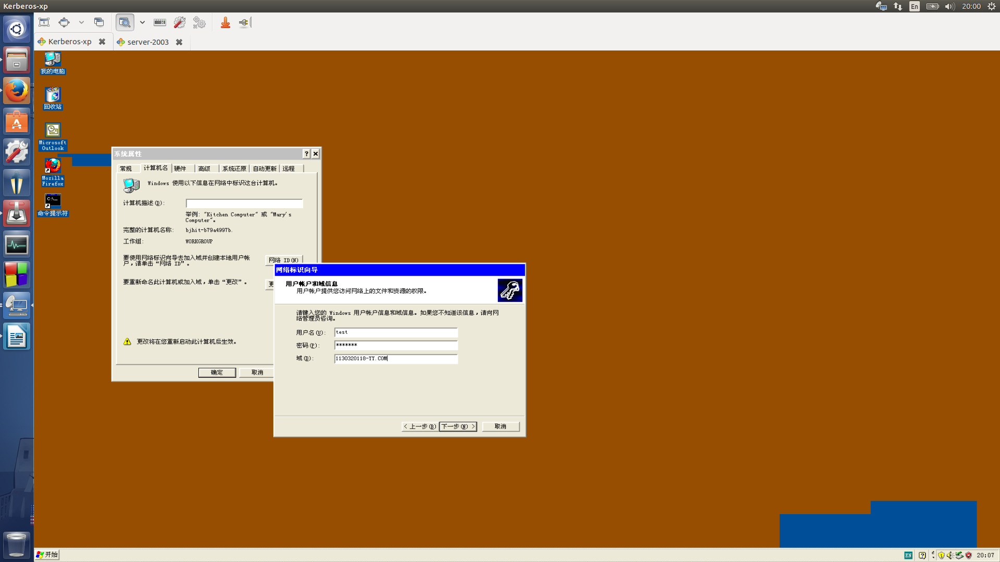 Kerberos-xp
En
20:00
Kerberos-xp
server-2003
我的电脑
回收站
Microsoft
Outlook
Mozilla
Firefox
C:\_
命令提示符
系统属性
常规
计算机名
硬件
高级
系统还原
自动更新
远程
Windows 使用以下信息在网络中标识这台计算机。
计算机描述(D):
举例: "Kitchen Computer" 或 "Mary's
Computer"。
完整的计算机名称:
bjhit-b79a4997b.
工作组:
WORKGROUP
要使用网络标识向导去加入域并创建本地用户帐
户，请单击“网络 ID”。
网络 ID(N)
要重新命名此计算机或加入域，单击“更改”。
更
更改将在您重新启动此计算机后生效。
确定
取消
网络标识向导
用户帐户和域信息
用户帐户提供您访问网络上的文件和资源的权限。
请键入您的 Windows 用户帐户信息和域信息。如果您不知道该信息，请向网
络管理员咨询。
用户名(U):
test
密码(P):
*******
域(D):
1130320118-YY.COM
< 上一步(B)
下一步(N) >
取消
开始
EN
20:07